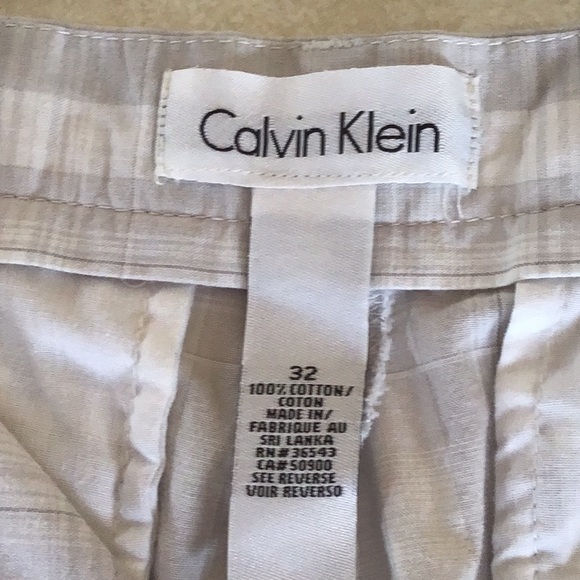 Calvin Klein
32
100% COTTON/
COTON
MADE IN/
FABRIQUE AU
SRI LANKA
RN#36543
CA#50900
SEE REVERSE
VOIR REVERSO